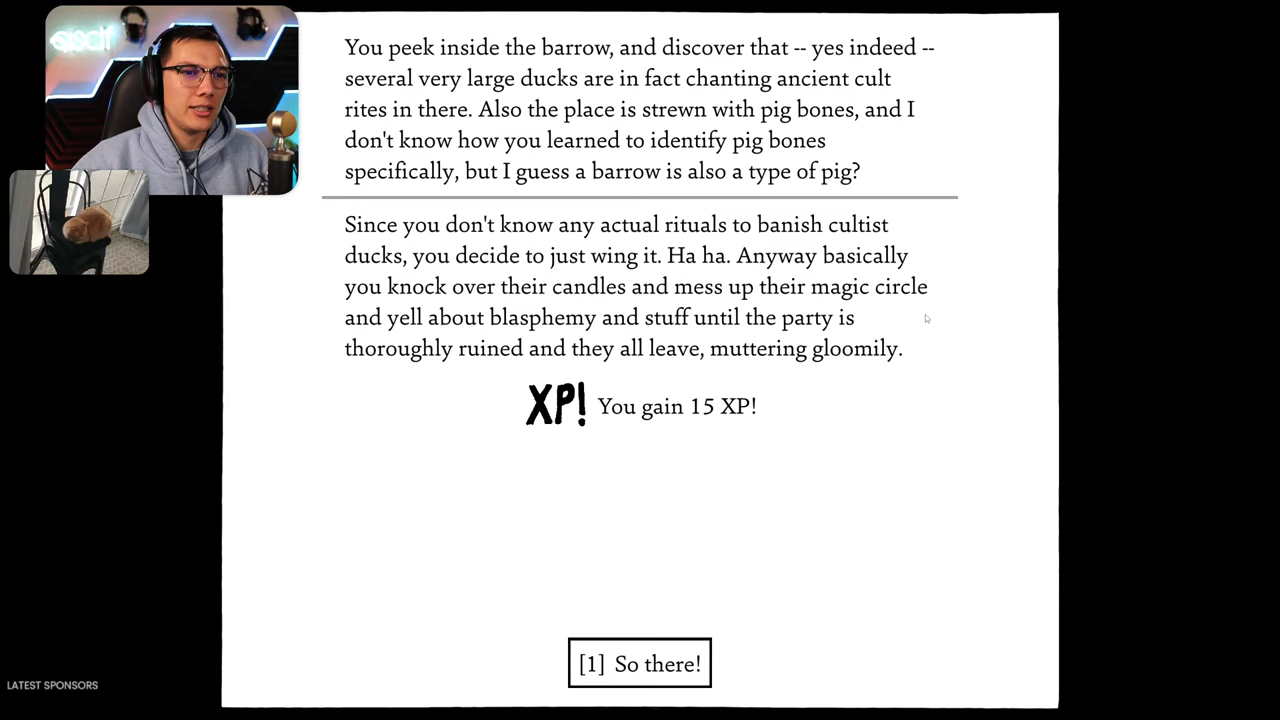 You peek inside the barrow, and discover that -- yes indeed --
several very large ducks are in fact chanting ancient cult
rites in there. Also the place is strewn with pig bones, and I
don't know how you learned to identify pig bones
specifically, but I guess a barrow is also a type of pig?
Since you don't know any actual rituals to banish cultist
ducks, you decide to just wing it. Ha ha. Anyway basically
you knock over their candles and mess up their magic circle
and yell about blasphemy and stuff until the party is
thoroughly ruined and they all leave, muttering gloomily.
XP! You gain 15 XP!
[1] So there!
LATEST SPONSORS